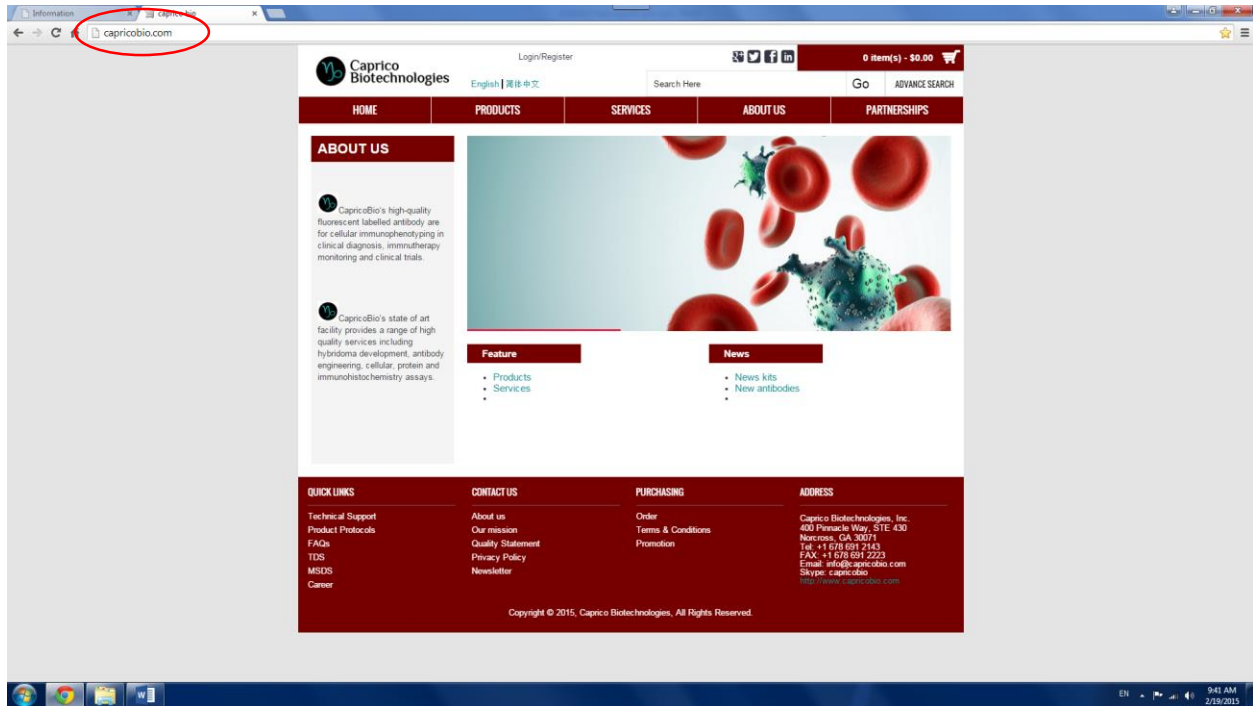 Information
caprico bio
capricobio.com
Caprico
Biotechnologies
Login/Register
0 item(s) - $0.00
English 简体中文
Search Here
Go
ADVANCE SEARCH
HOME
PRODUCTS
SERVICES
ABOUT US
PARTNERSHIPS
ABOUT US
CapricoBio's high-quality
fluorescent labelled antibody are
for cellular immunophenotyping in
clinical diagnosis, immnutherapy
monitoring and clinical trials.
CapricoBio's state of art
facility provides a range of high
quality services including
hybridoma development, antibody
engineering, cellular, protein and
immunohistochemistry assays.
Feature
Products
Services
News
News kits
New antibodies
QUICK LINKS
Technical Support
Product Protocols
FAQs
TDS
MSDS
Career
CONTACT US
About us
Our mission
Quality Statement
Privacy Policy
Newsletter
PURCHASING
Order
Terms & Conditions
Promotion
ADDRESS
Caprico Biotechnologies, Inc.
400 Pinnacle Way, STE 430
Norcross, GA 30071
Tel: +1 678 691 2143
FAX: +1 678 691 2223
Email: info@capricobio.com
Skype: capricobio
http://www.capricobio.com
Copyright © 2015, Caprico Biotechnologies, All Rights Reserved.
EN
9:41 AM
2/19/2015